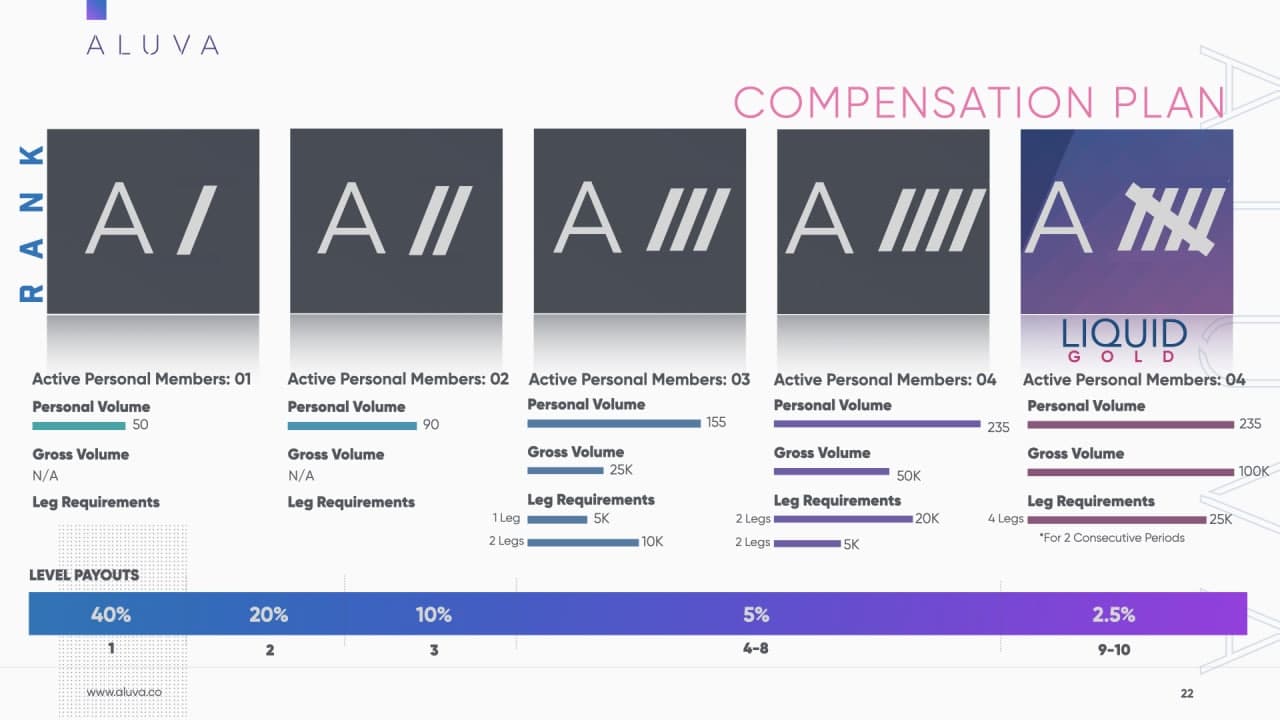 ALUVA
COMPENSATION PLAN
RANK
A /
A //
A ///
A ////
A
LIQUID
GOLD
Active Personal Members: 01
Personal Volume
50
Gross Volume
N/A
Leg Requirements
Active Personal Members: 02
Personal Volume
90
Gross Volume
N/A
Leg Requirements
Active Personal Members: 03
Personal Volume
155
Gross Volume
25K
Leg Requirements
1 Leg 5K
2 Legs 10K
Active Personal Members: 04
Personal Volume
235
Gross Volume
50K
Leg Requirements
2 Legs 20K
2 Legs 5K
Active Personal Members: 04
Personal Volume
235
Gross Volume
100K
Leg Requirements
4 Legs 25K
*For 2 Consecutive Periods
LEVEL PAYOUTS
40% 20% 10% 5% 2.5%
1 2 3 4-8 9-10
www.aluva.co
22
ALUVA